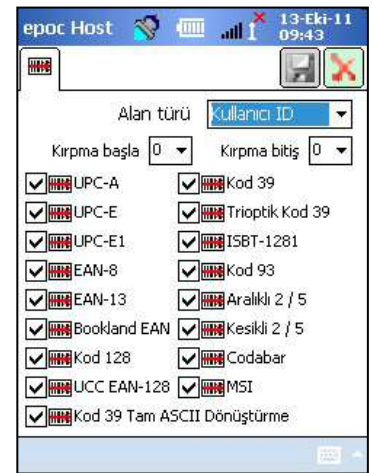 epoc Host 13-Eki-11
09:43
Alan türü Kullanıcı ID
Kırpma başla 0 Kırpma bitiş 0
UPC-A Kod 39
UPC-E Trioptik Kod 39
UPC-E1 ISBT-1281
EAN-8 Kod 93
EAN-13 Aralıklı 2 / 5
Bookland EAN Kesikli 2 / 5
Kod 128 Codabar
UCC EAN-128 MSI
Kod 39 Tam ASCII Dönüştürme